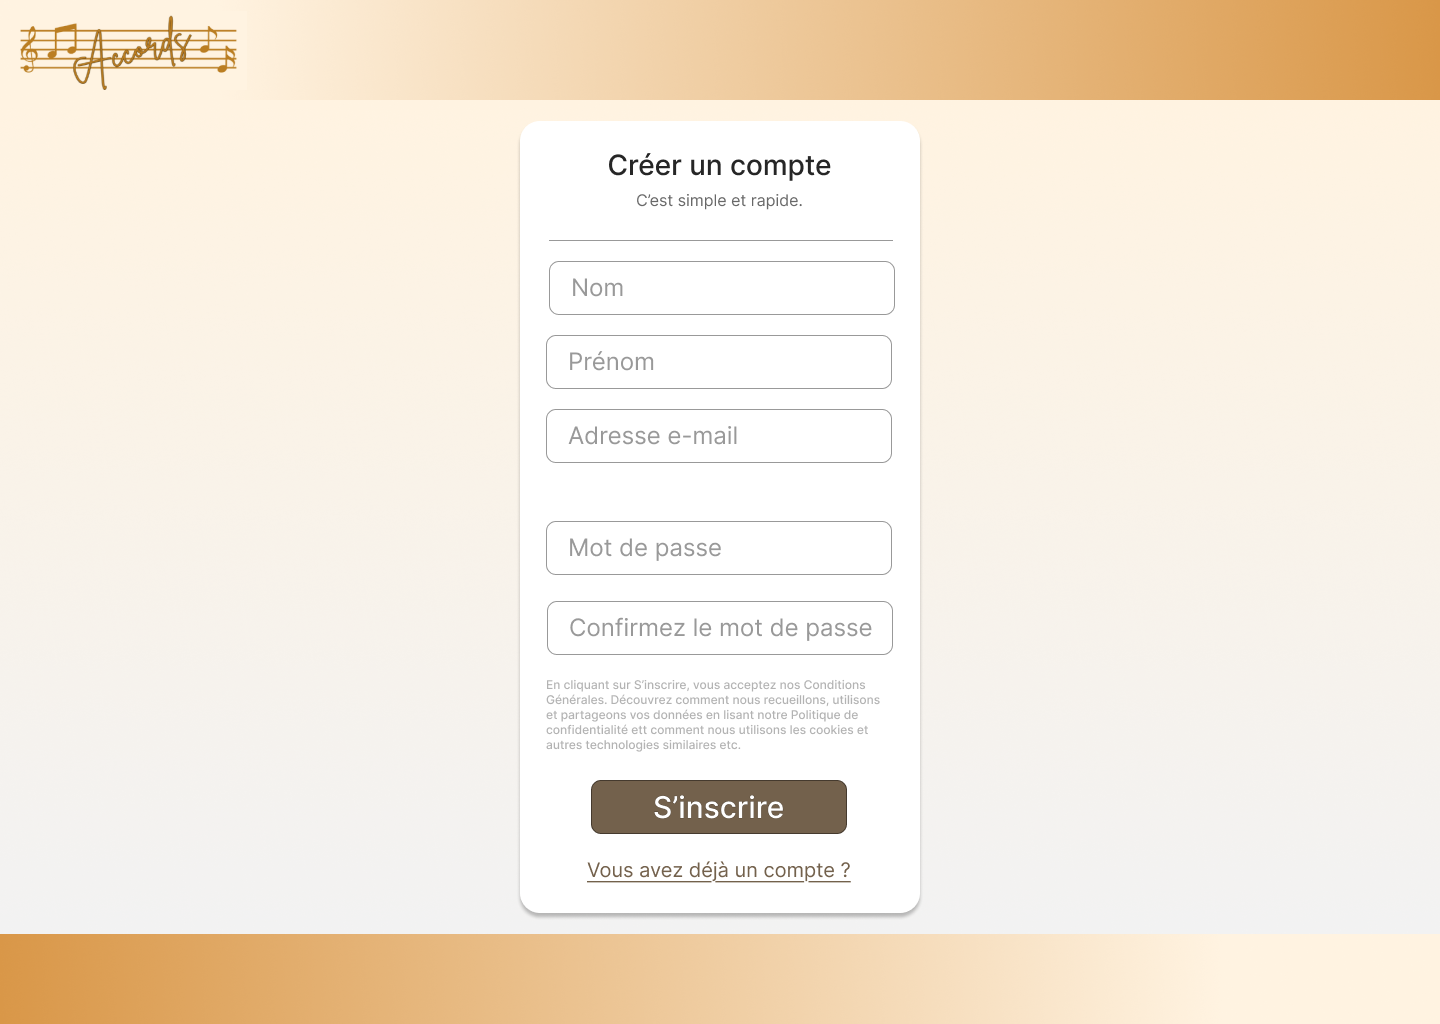 Accords
Créer un compte
C’est simple et rapide.
Nom
Prénom
Adresse e-mail
Mot de passe
Confirmez le mot de passe
En cliquant sur S’inscrire, vous acceptez nos Conditions
Générales. Découvrez comment nous recueillons, utilisons
et partageons vos données en lisant notre Politique de
confidentialité ett comment nous utilisons les cookies et
autres technologies similaires etc.
S’inscrire
Vous avez déjà un compte ?